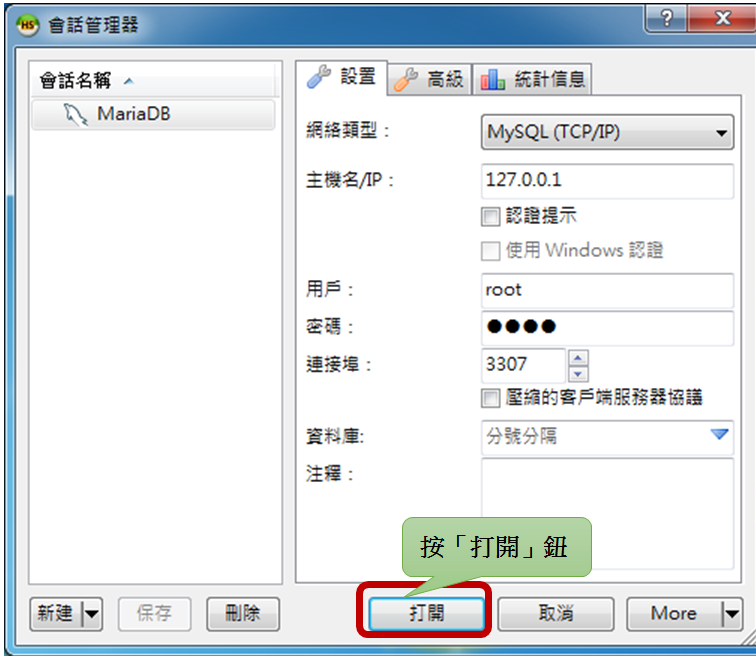 HS 會話管理器
會話名稱
MariaDB
設置 高級 統計信息
網絡類型：
MySQL (TCP/IP)
主機名/IP：
127.0.0.1
認證提示
使用 Windows 認證
用戶：
root
密碼：
●●●●
連接埠：
3307
壓縮的客戶端服務器協議
資料庫:
分號分隔
注釋：
按「打開」鈕
新建 保存 刪除 打開 取消 More